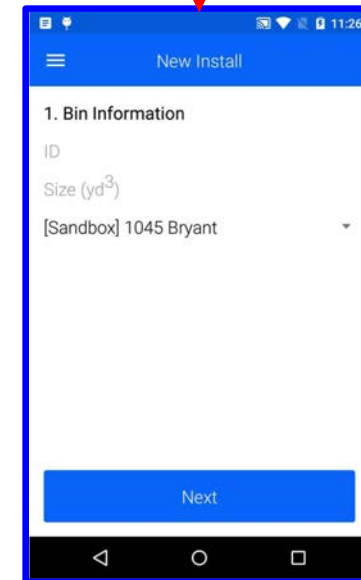 11:26
New Install
1. Bin Information
ID
Size (yd³)
[Sandbox] 1045 Bryant
Next